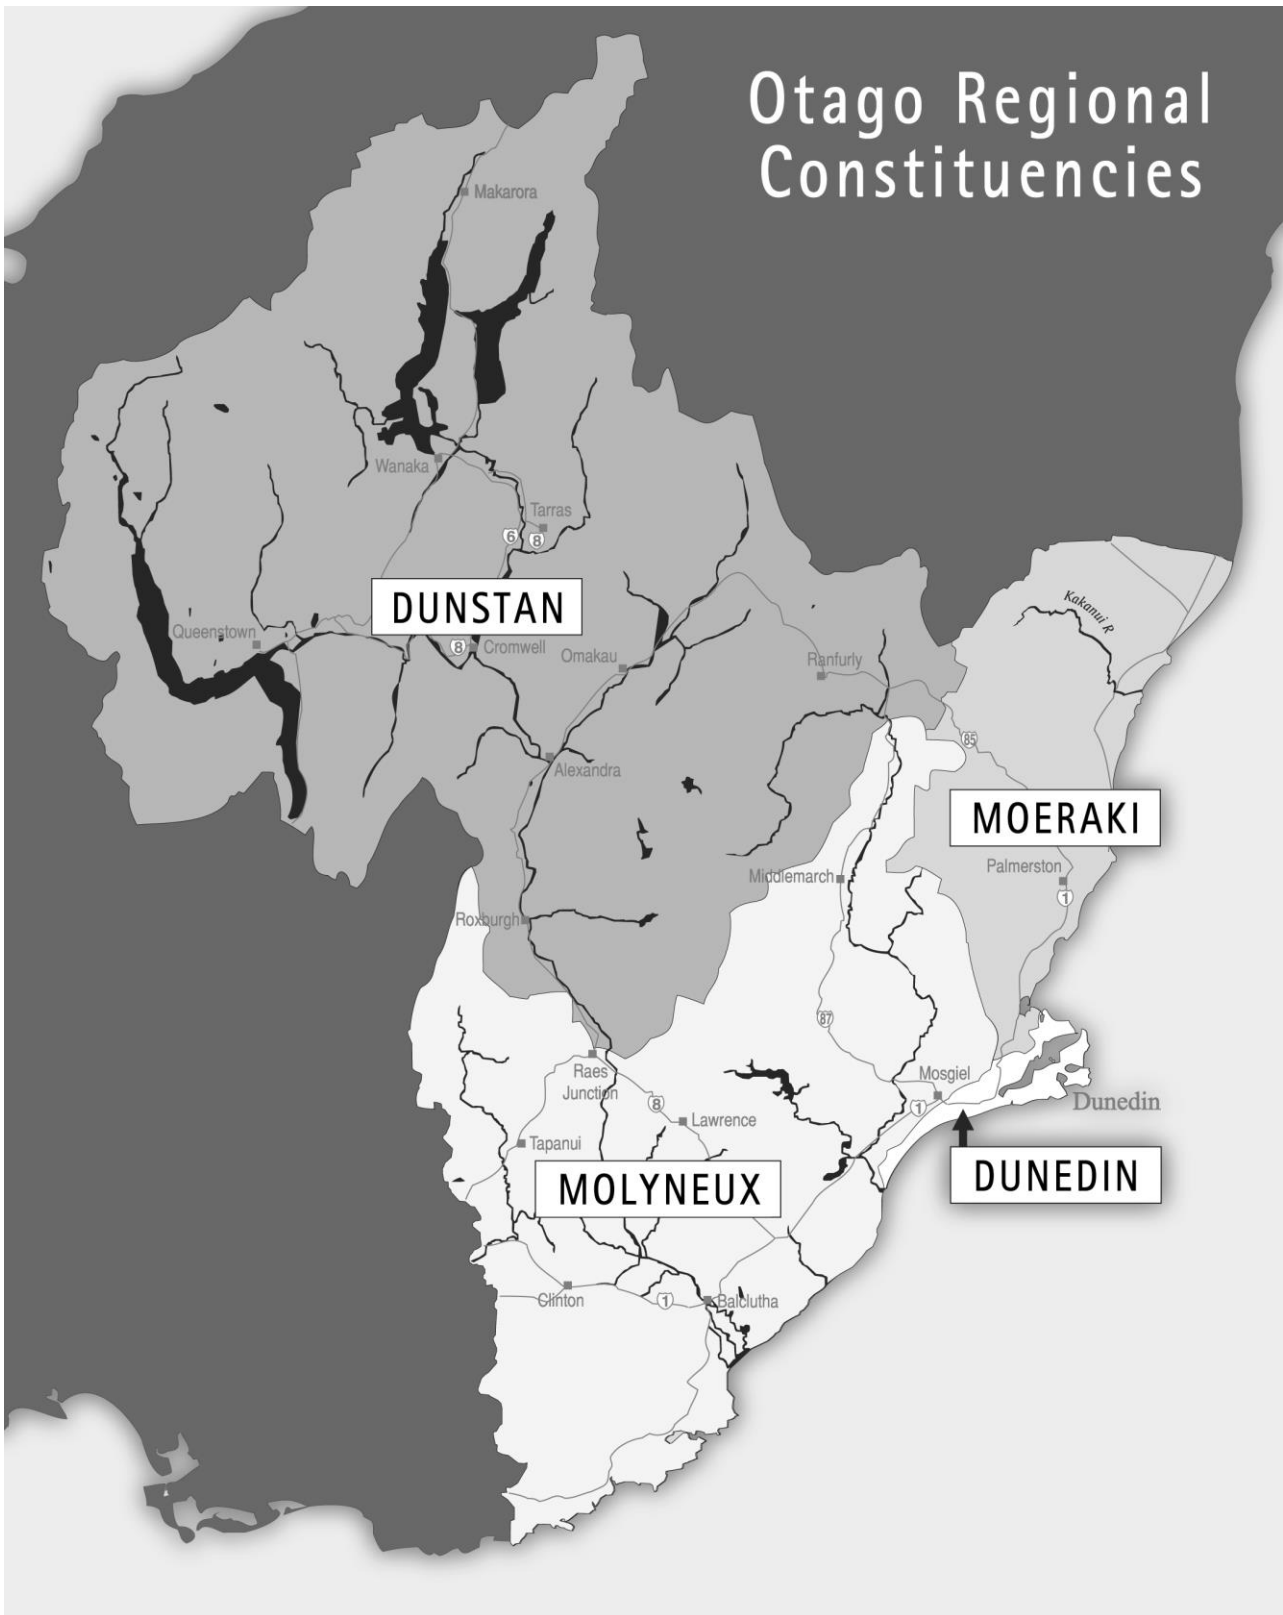 Otago Regional
Constituencies
Makarora
Wanaka
Tarras
6
8
DUNSTAN
Kakanui R
Queenstown
8
Cromwell
Omakau
Ranfurly
85
Alexandra
MOERAKI
Palmerston
Middlemarch
1
Roxburgh
87
Raes
Junction
Mosgiel
8
1
Dunedin
Lawrence
Tapanui
MOLYNEUX
DUNEDIN
Clinton
1
Balclutha